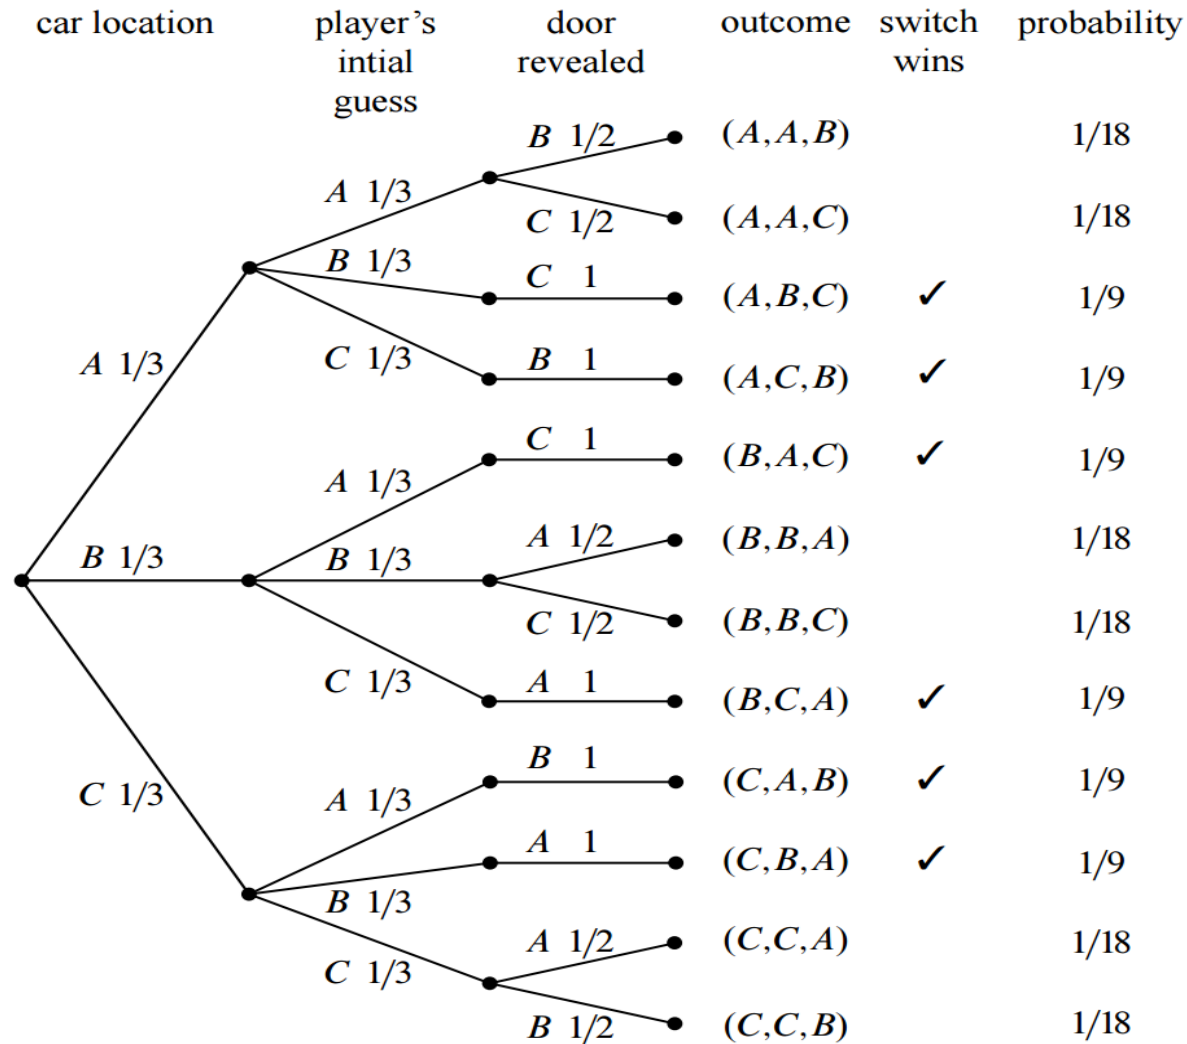 car location player's door outcome switch probability
intial revealed wins
guess
B 1/2 (A,A,B) 1/18
A 1/3
C 1/2 (A,A,C) 1/18
B 1/3 C 1 (A,B,C) ✓ 1/9
A 1/3 C 1/3 B 1 (A,C,B) ✓ 1/9
C 1 (B,A,C) ✓ 1/9
A 1/3
A 1/2 (B,B,A) 1/18
B 1/3 B 1/3
C 1/2 (B,B,C) 1/18
C 1/3 A 1 (B,C,A) ✓ 1/9
B 1 (C,A,B) ✓ 1/9
C 1/3 A 1/3
A 1 (C,B,A) ✓ 1/9
B 1/3
A 1/2 (C,C,A) 1/18
C 1/3
B 1/2 (C,C,B) 1/18